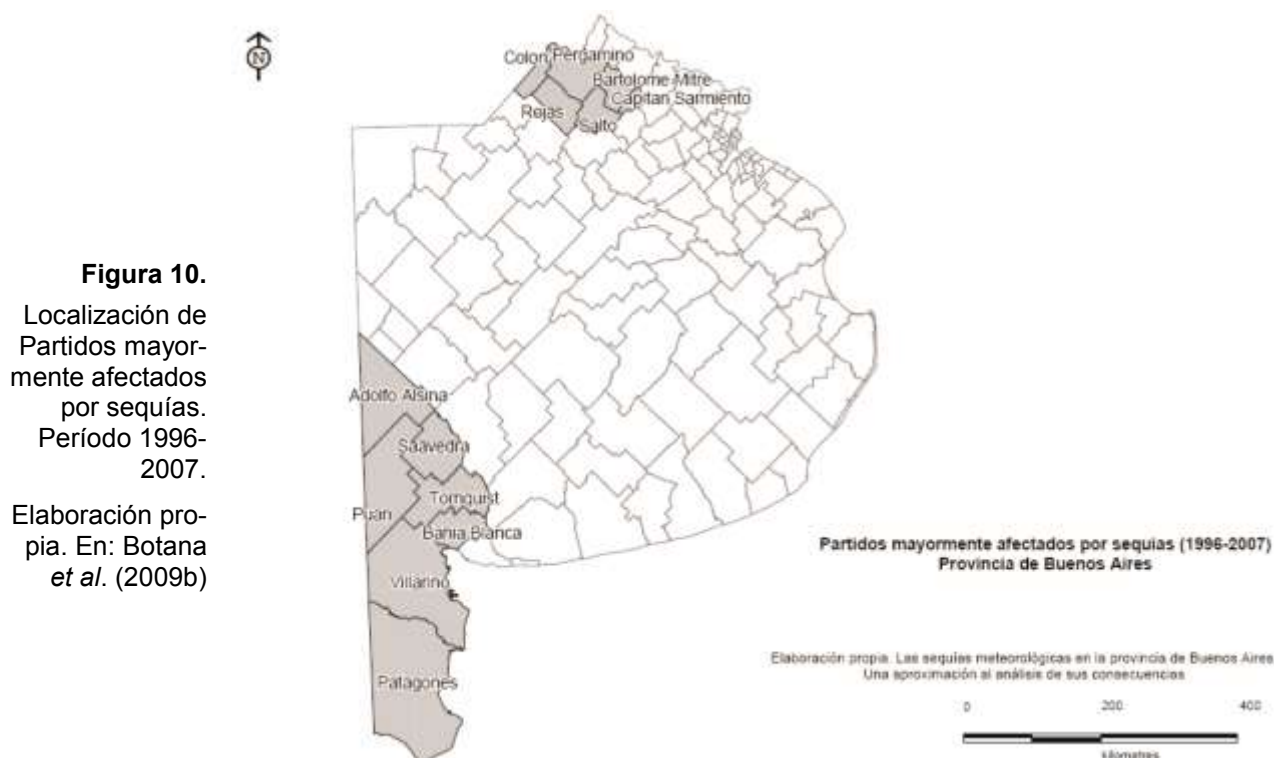 N
Colon
Pergamino
Bartolome Mitre
Capitan Sarmiento
Rojas
Salto
Figura 10.
Localización de
Partidos mayor-
mente afectados
por sequías.
Período 1996-
2007.
Elaboración pro-
pia. En: Botana
et al. (2009b)
Adolfo Alsina
Saavedra
Tornquist
Puan
Bahia Blanca
Villarino
Patagones
Partidos mayormente afectados por sequías (1996-2007)
Provincia de Buenos Aires
Elaboración propia. Las sequías meteorológicas en la provincia de Buenos Aires
Una aproximación al análisis de sus consecuencias
0 200 400
kilometres